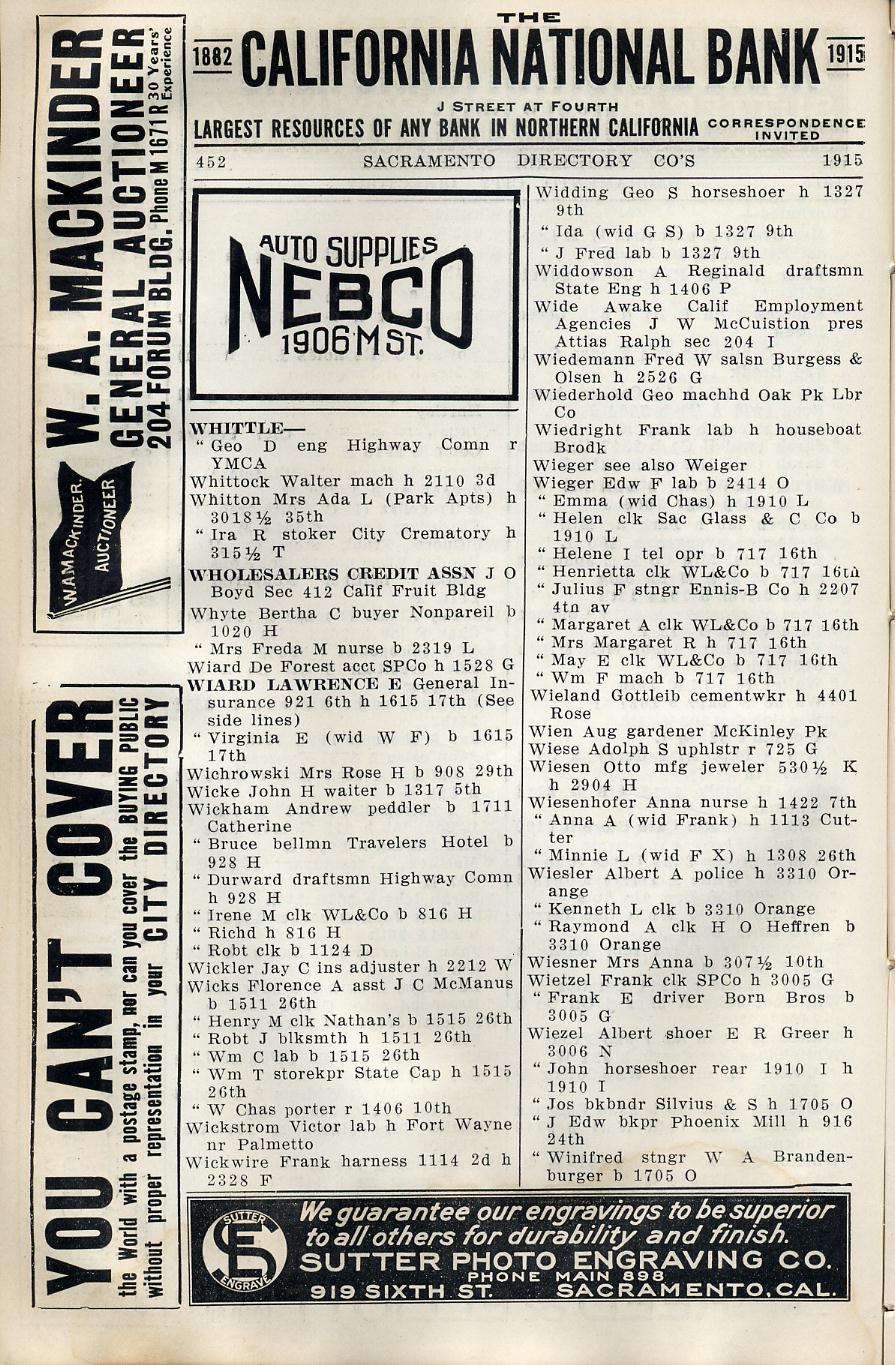 THE
1882 CALIFORNIA NATIONAL BANK 1915
J STREET AT FOURTH
LARGEST RESOURCES OF ANY BANK IN NORTHERN CALIFORNIA CORRESPONDENCE INVITED
452 SACRAMENTO DIRECTORY CO'S 1915
W. A. MACKINDER
GENERAL AUCTIONEER
204 FORUM BLDG. Phone M 1671 R 30 Years' Experience
W.A. MACKINDER.
AUCTIONEER
YOU CAN'T COVER
the World with a postage stamp, nor can you cover the BUYING PUBLIC
without proper representation in your CITY DIRECTORY
AUTO SUPPLIES
NEBCO
1906 M ST.
WHITTLE—
“ Geo D eng Highway Comn r
YMCA
Whittock Walter mach h 2110 3d
Whitton Mrs Ada L (Park Apts) h
3018½ 35th
“ Ira R stoker City Crematory h
315½ T
WHOLESALERS CREDIT ASSN J O
Boyd Sec 412 Calif Fruit Bldg
Whyte Bertha C buyer Nonpareil b
1020 H
“ Mrs Freda M nurse b 2319 L
Wiard De Forest acct SPCo h 1528 G
WIARD LAWRENCE E General In-
surance 921 6th h 1615 17th (See
side lines)
“ Virginia E (wid W F) b 1615
17th
Wichrowski Mrs Rose H b 908 29th
Wicke John H waiter b 1317 5th
Wickham Andrew peddler b 1711
Catherine
“ Bruce bellmn Travelers Hotel b
928 H
“ Durward draftsmn Highway Comn
h 928 H
“ Irene M clk WL&Co b 816 H
“ Richd h 816 H
“ Robt clk b 1124 D
Wickler Jay C ins adjuster h 2212 W
Wicks Florence A asst J C McManus
b 1511 26th
“ Henry M clk Nathan's b 1515 26th
“ Robt J blksmth h 1511 26th
“ Wm C lab b 1515 26th
“ Wm T storekpr State Cap h 1515
26th
“ W Chas porter r 1406 10th
Wickstrom Victor lab h Fort Wayne
nr Palmetto
Wickwire Frank harness 1114 2d h
2328 F
Widding Geo S horseshoer h 1327
9th
“ Ida (wid G S) b 1327 9th
“ J Fred lab b 1327 9th
Widdowson A Reginald draftsmn
State Eng h 1406 P
Wide Awake Calif Employment
Agencies J W McCuistion pres
Attias Ralph sec 204 I
Wiedemann Fred W salsn Burgess &
Olsen h 2526 G
Wiederhold Geo machhd Oak Pk Lbr
Co
Wiedright Frank lab h houseboat
Brodk
Wieger see also Weiger
Wieger Edw F lab b 2414 O
“ Emma (wid Chas) h 1910 L
“ Helen clk Sac Glass & C Co b
1910 L
“ Helene I tel opr b 717 16th
“ Henrietta clk WL&Co b 717 16th
“ Julius F stngr Ennis-B Co h 2207
4tn av
“ Margaret A clk WL&Co b 717 16th
“ Mrs Margaret R h 717 16th
“ May E clk WL&Co b 717 16th
“ Wm F mach b 717 16th
Wieland Gottleib cementwkr h 4401
Rose
Wien Aug gardener McKinley Pk
Wiese Adolph S uphlstr r 725 G
Wiesen Otto mfg jeweler 530½ K
h 2904 H
Wiesenhofer Anna nurse h 1422 7th
“ Anna A (wid Frank) h 1113 Cut-
ter
“ Minnie L (wid F X) h 1308 26th
Wiesler Albert A police h 3310 Or-
ange
“ Kenneth L clk b 3310 Orange
“ Raymond A clk H O Heffren b
3310 Orange
Wiesner Mrs Anna b 307½ 10th
Wietzel Frank clk SPCo h 3005 G
“ Frank E driver Born Bros b
3005 G
Wiezel Albert shoer E R Greer h
3006 N
“ John horseshoer rear 1910 I h
1910 I
“ Jos bkbndr Silvius & S h 1705 O
“ J Edw bkpr Phoenix Mill h 916
24th
“ Winifred stngr W A Branden-
burger b 1705 O
SUTTER
SE
ENGRAVE
We guarantee our engravings to be superior
to all others for durability and finish.
SUTTER PHOTO ENGRAVING CO.
PHONE MAIN 898
919 SIXTH ST. SACRAMENTO, CAL.